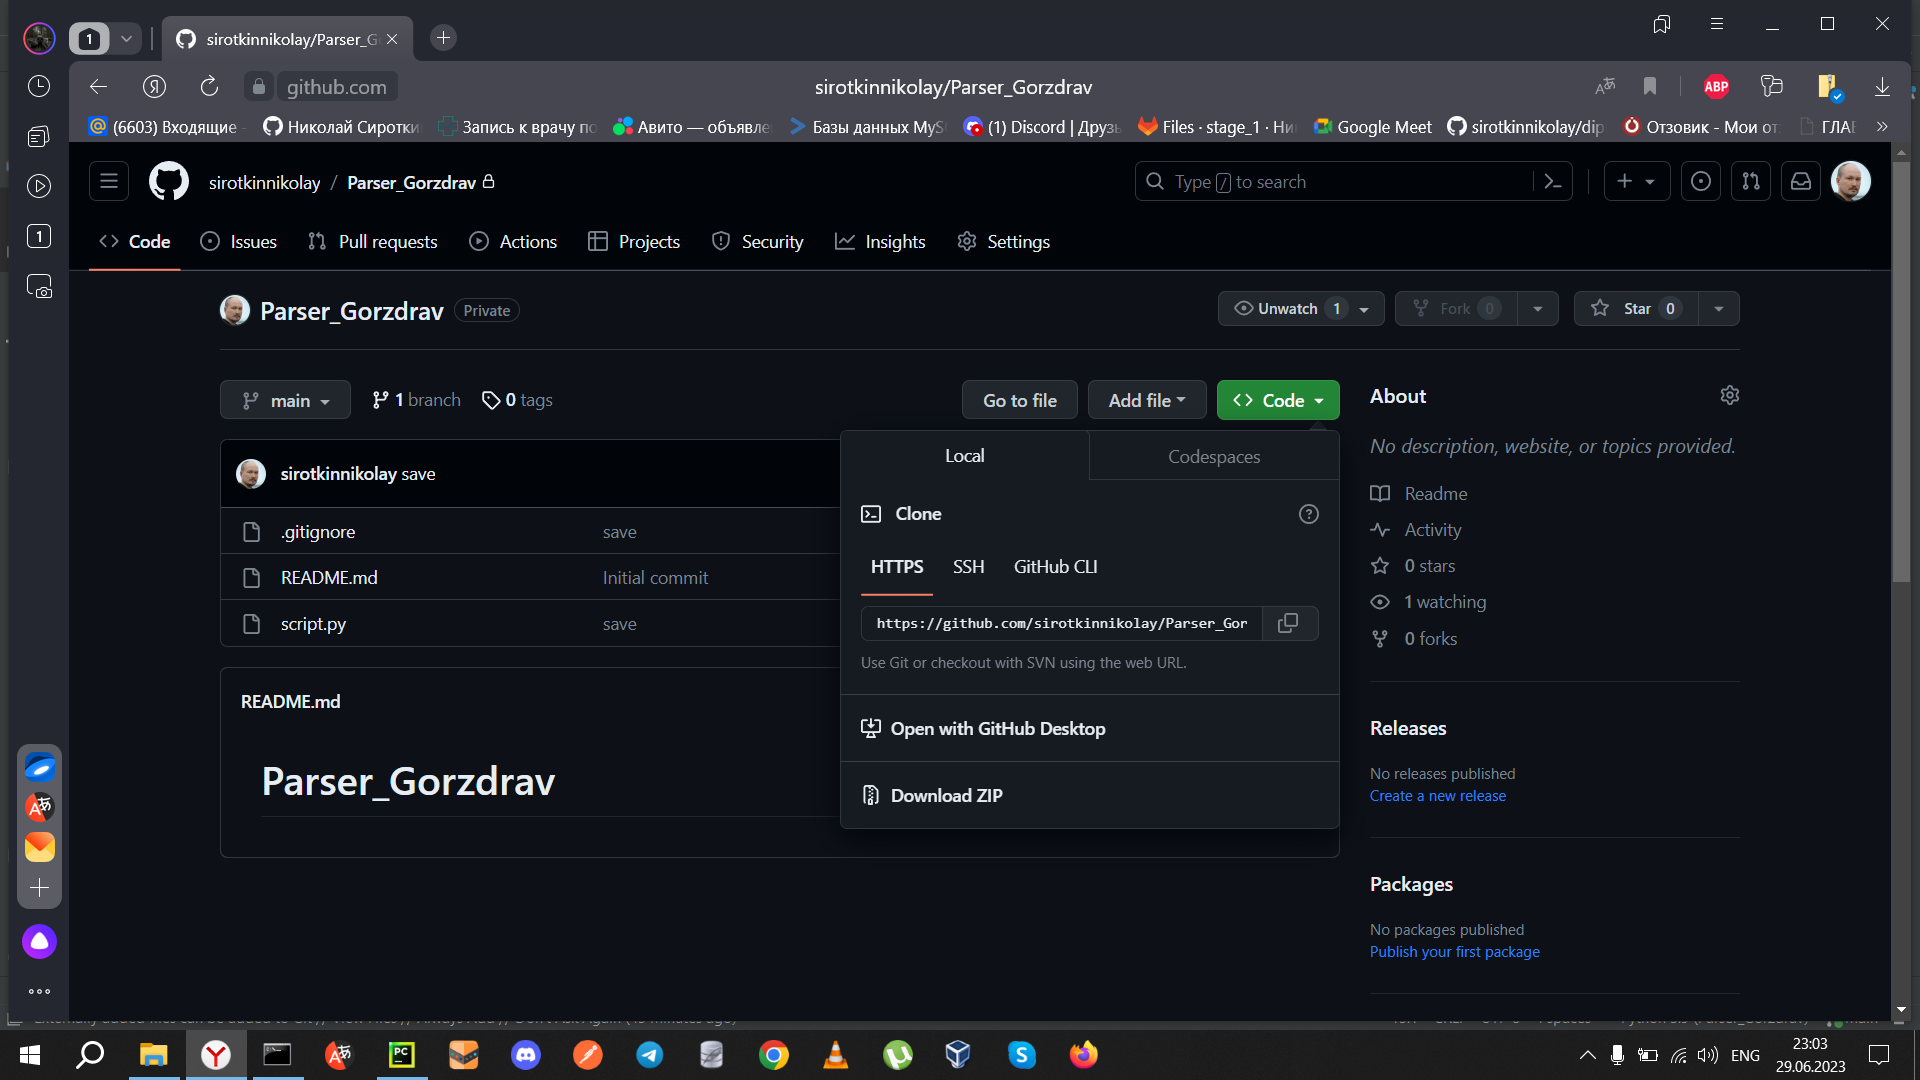 1
sirotkinnikolay/Parser_G
github.com
sirotkinnikolay/Parser_Gorzdrav
ABP
(6603) Входящие -
Николай Сиротки
Запись к врачу по
Авито — объявле
Базы данных MyS
(1) Discord | Друзь
Files · stage_1 · Ни
Google Meet
sirotkinnikolay/dip
Отзовик - Мои от
ГЛАВ
sirotkinnikolay / Parser_Gorzdrav
Type / to search
Code
Issues
Pull requests
Actions
Projects
Security
Insights
Settings
Parser_Gorzdrav
Private
Unwatch 1
Fork 0
Star 0
main
1 branch
0 tags
Go to file
Add file
Code
About
No description, website, or topics provided.
Readme
Activity
0 stars
1 watching
0 forks
sirotkinnikolay save
.gitignore save
README.md Initial commit
script.py save
Local
Codespaces
Clone
HTTPS SSH GitHub CLI
https://github.com/sirotkinnikolay/Parser_Gor
Use Git or checkout with SVN using the web URL.
Open with GitHub Desktop
Download ZIP
README.md
Parser_Gorzdrav
Releases
No releases published
Create a new release
Packages
No packages published
Publish your first package
1
PC
ENG
23:03
29.06.2023